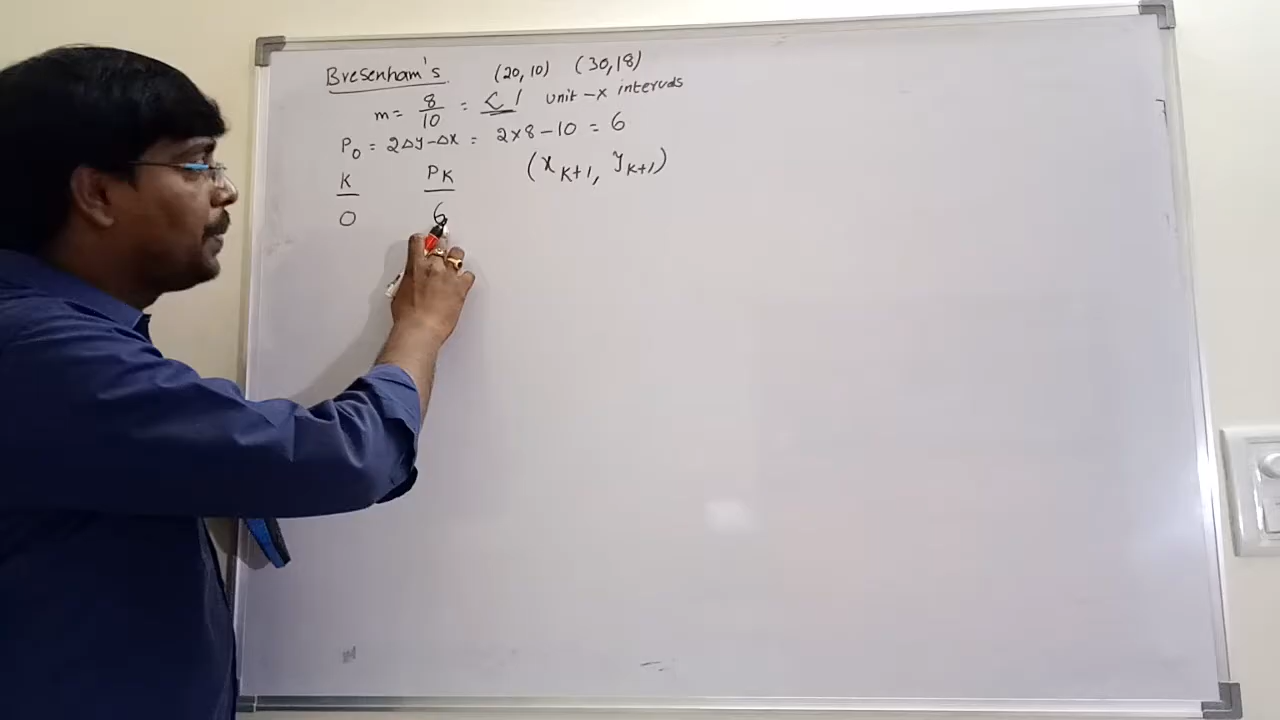 Bresenham's (20,10) (30,18)
m = 8/10 = < 1 unit -x intervals
P0 = 2Δy-Δx = 2x8-10 = 6
K PK (xK+1, yK+1)
0 6